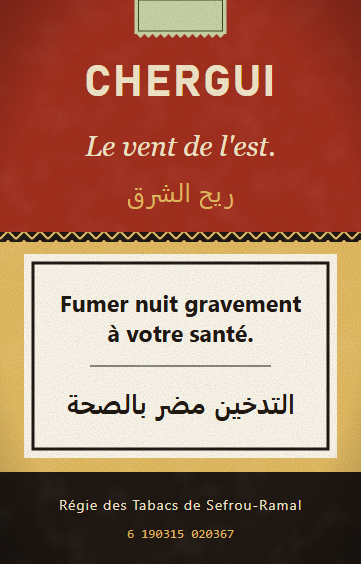 CHERGUI
Le vent de l'est.
ريح الشرق
Fumer nuit gravement
à votre santé.
التدخين مضر بالصحة
Régie des Tabacs de Sefrou-Ramal
6 190315 020367